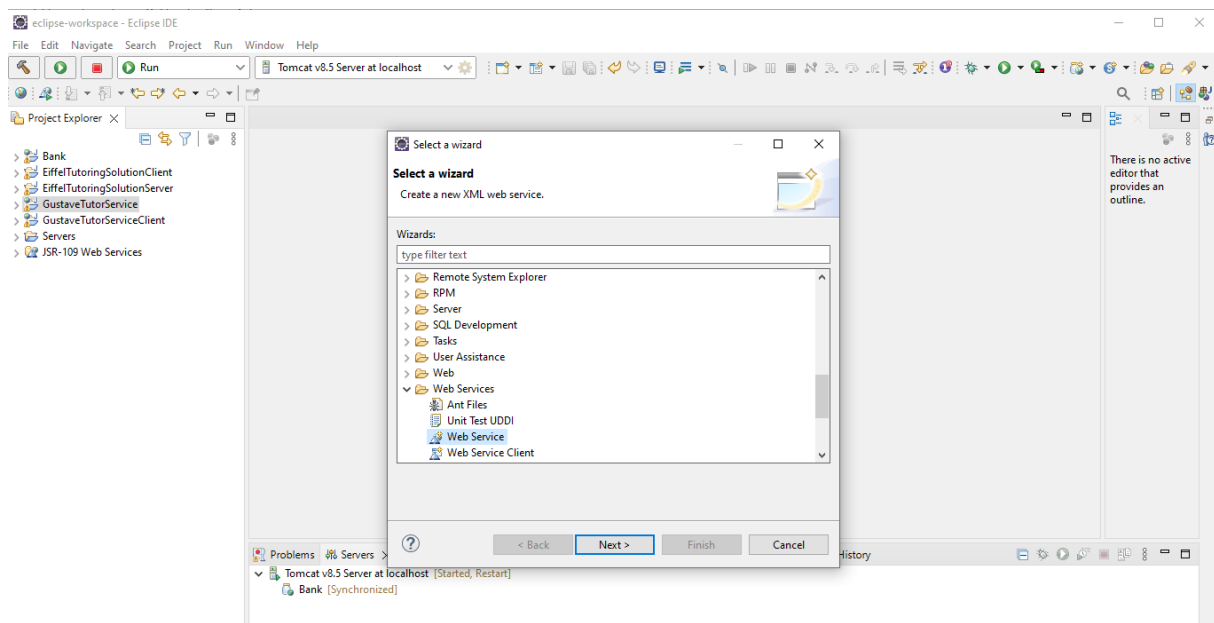 eclipse-workspace - Eclipse IDE
File Edit Navigate Search Project Run Window Help
Run
Tomcat v8.5 Server at localhost
Project Explorer
Bank
EiffelTutoringSolutionClient
EiffelTutoringSolutionServer
GustaveTutorService
GustaveTutorServiceClient
Servers
JSR-109 Web Services
Select a wizard
Select a wizard
Create a new XML web service.
Wizards:
type filter text
Remote System Explorer
RPM
Server
SQL Development
Tasks
User Assistance
Web
Web Services
Ant Files
Unit Test UDDI
Web Service
Web Service Client
< Back Next > Finish Cancel
There is no active
editor that
provides an
outline.
Problems Servers History
Tomcat v8.5 Server at localhost [Started, Restart]
Bank [Synchronized]